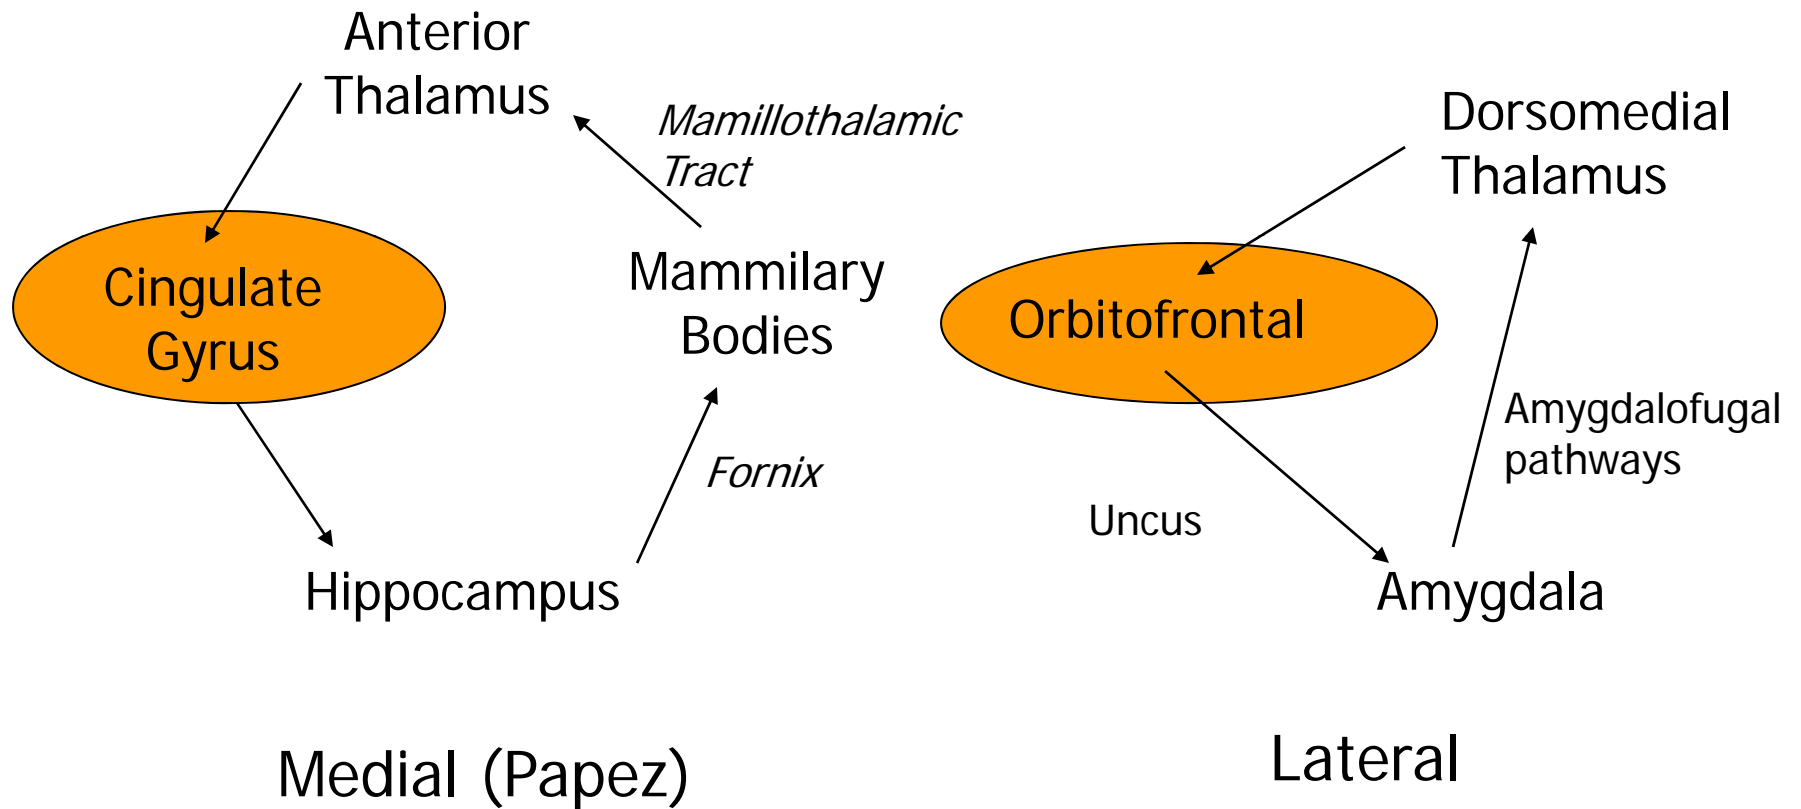 Anterior
Thalamus
Mamillothalamic
Tract
Cingulate
Gyrus
Mammilary
Bodies
Fornix
Hippocampus
Medial (Papez)
Dorsomedial
Thalamus
Orbitofrontal
Amygdalofugal
pathways
Uncus
Amygdala
Lateral